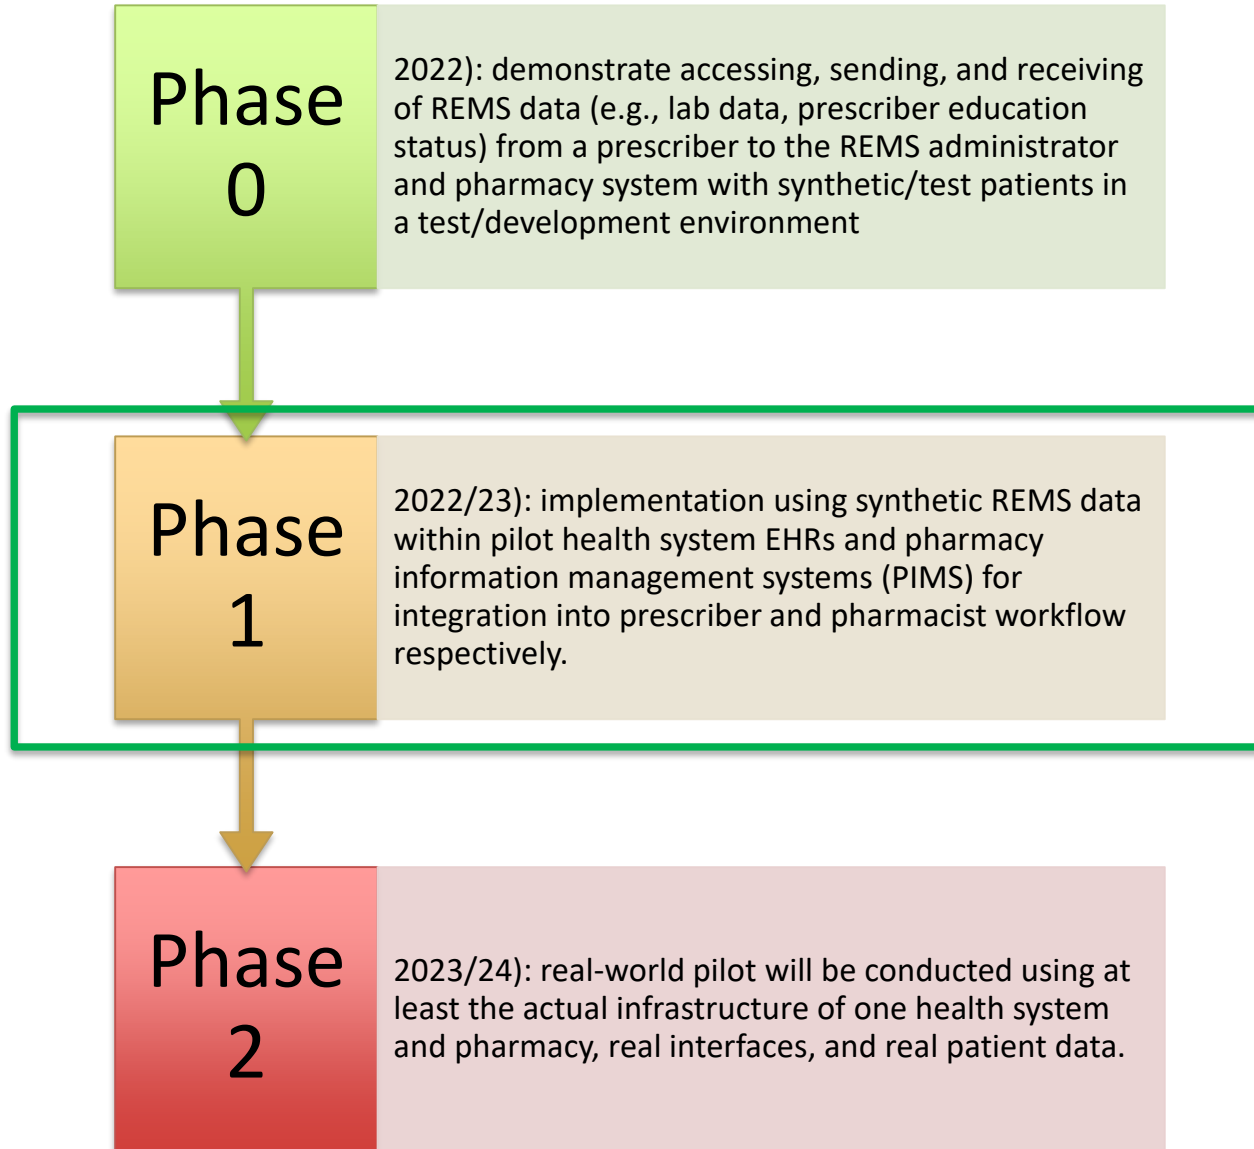 Phase
0
2022): demonstrate accessing, sending, and receiving
of REMS data (e.g., lab data, prescriber education
status) from a prescriber to the REMS administrator
and pharmacy system with synthetic/test patients in
a test/development environment
Phase
1
2022/23): implementation using synthetic REMS data
within pilot health system EHRs and pharmacy
information management systems (PIMS) for
integration into prescriber and pharmacist workflow
respectively.
Phase
2
2023/24): real-world pilot will be conducted using at
least the actual infrastructure of one health system
and pharmacy, real interfaces, and real patient data.